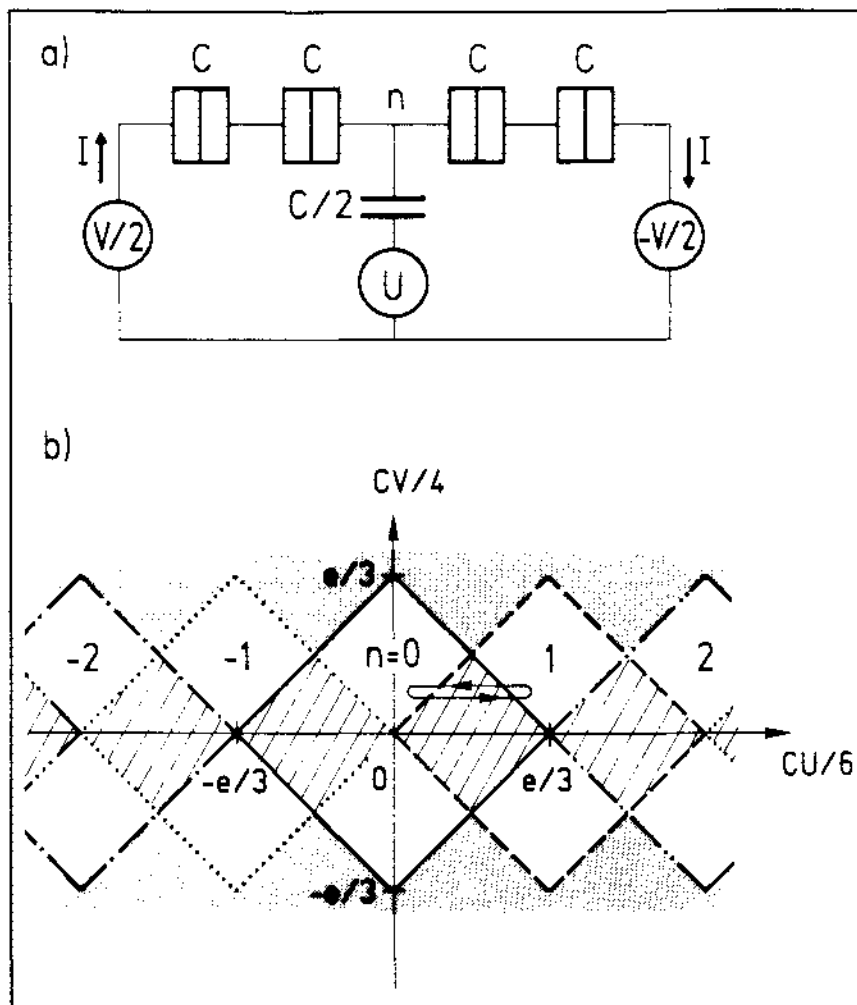 a)
C C n C C
I I
C/2
V/2 -V/2
U
b)
CV/4
e/3
-2 -1 n=0 1 2
-e/3 0 e/3
CU/6
-e/3